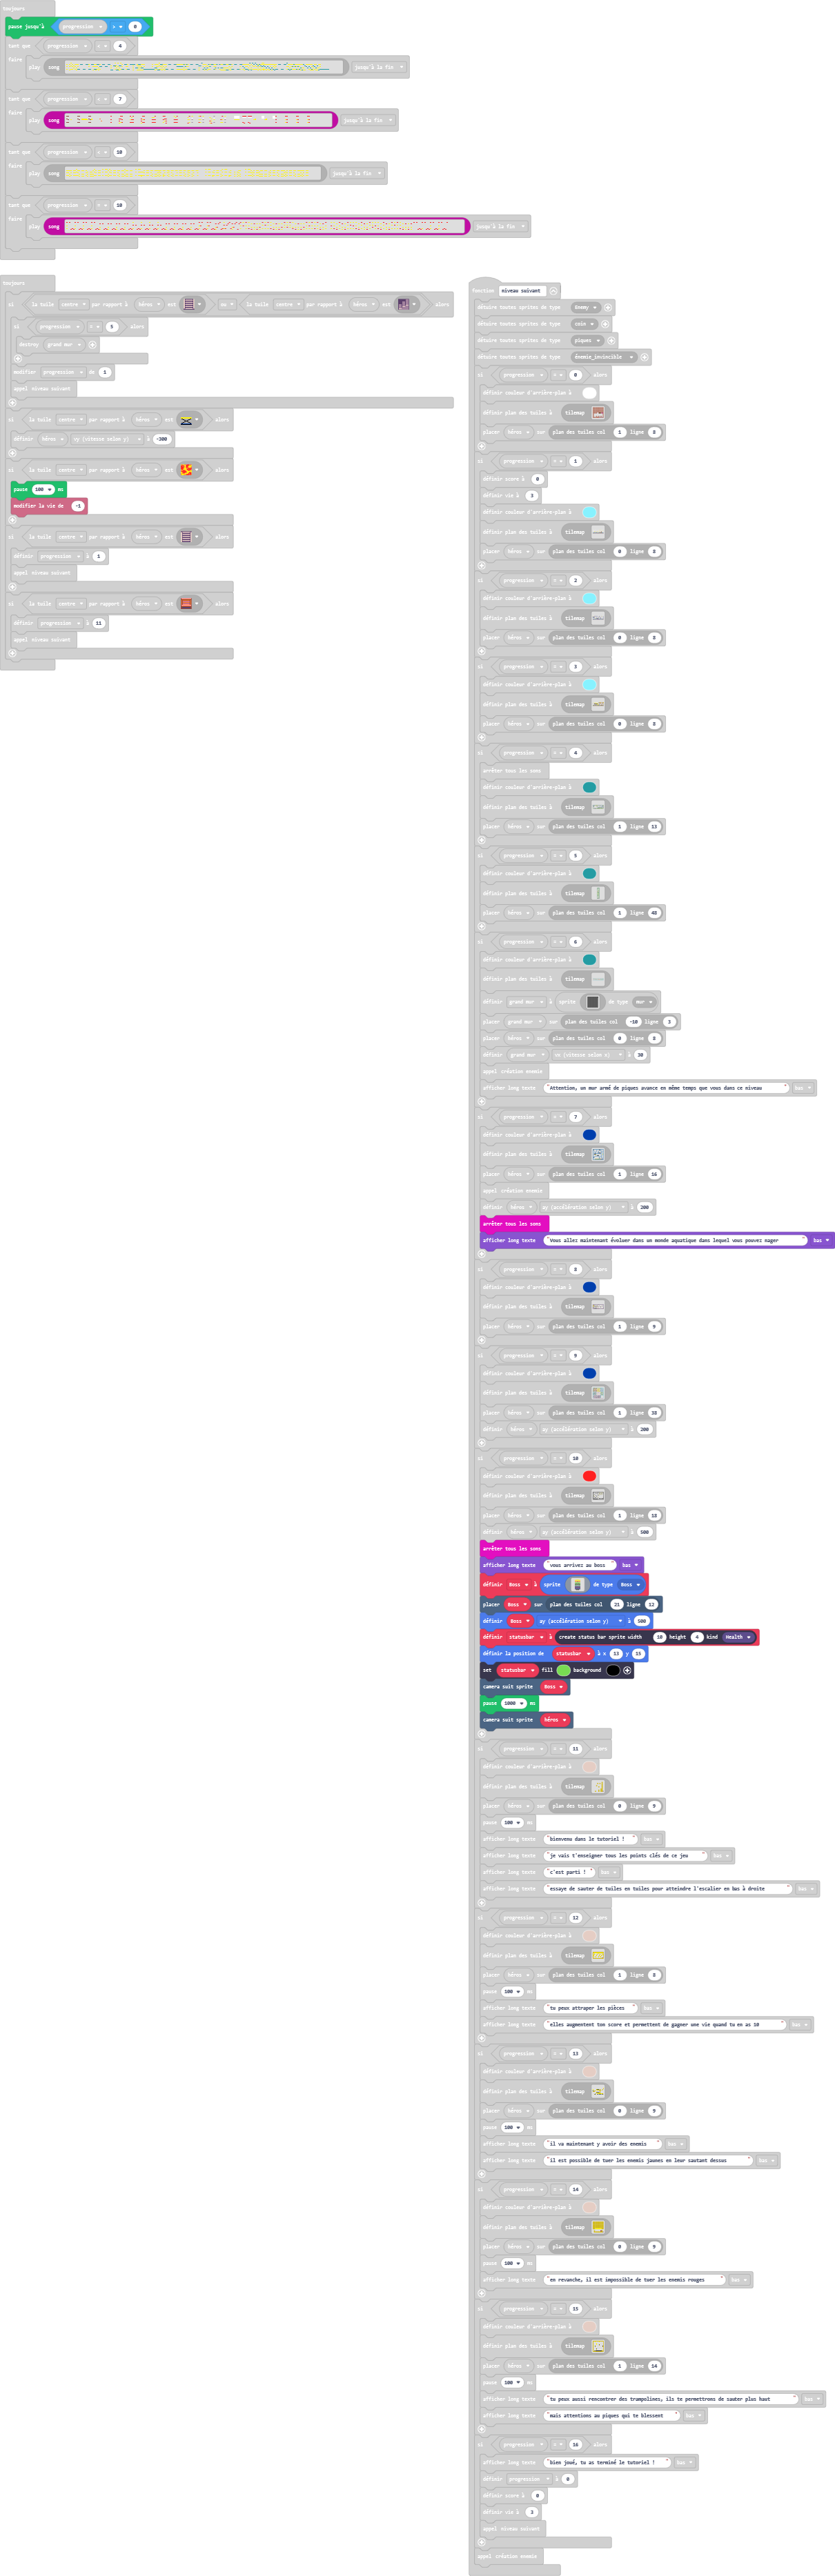 toujours
pause jusqu'à progression > 0
tant que progression < 4
faire play song jusqu'à la fin
tant que progression < 7
faire play song jusqu'à la fin
tant que progression < 10
faire play song jusqu'à la fin
tant que progression 10
faire play song jusqu'à la fin
toujours
si la tuile centre par rapport à héros est ou la tuile centre par rapport à héros est alors
si progression = 5 alors
destroy grand mur
modifier progression de 1
appel niveau suivant
si la tuile centre par rapport à héros est alors
définir héros vy (vitesse selon y) à -300
si la tuile centre par rapport à héros est alors
pause 100 ms
modifier la vie de -1
si la tuile centre par rapport à héros est alors
définir progression à 1
appel niveau suivant
si la tuile centre par rapport à héros est alors
définir progression à 11
appel niveau suivant
fonction niveau suivant
détuire toutes sprites de type Enemy
détuire toutes sprites de type coin
détuire toutes sprites de type piques
détuire toutes sprites de type énemie_invincible
si progression = 0 alors
définir couleur d'arrière-plan à
définir plan des tuiles à tilemap
placer héros sur plan des tuiles col 1 ligne 8
si progression = 1 alors
définir score à 0
définir vie à 3
définir couleur d'arrière-plan à
définir plan des tuiles à tilemap
placer héros sur plan des tuiles col 0 ligne 8
si progression = 2 alors
définir couleur d'arrière-plan à
définir plan des tuiles à tilemap
placer héros sur plan des tuiles col 0 ligne 8
si progression = 3 alors
définir couleur d'arrière-plan à
définir plan des tuiles à tilemap
placer héros sur plan des tuiles col 0 ligne 8
si progression = 4 alors
arrêter tous les sons
définir couleur d'arrière-plan à
définir plan des tuiles à tilemap
placer héros sur plan des tuiles col 1 ligne 13
si progression = 5 alors
définir couleur d'arrière-plan à
définir plan des tuiles à tilemap
placer héros sur plan des tuiles col 1 ligne 48
si progression = 6 alors
définir couleur d'arrière-plan à
définir plan des tuiles à tilemap
définir grand mur à sprite de type mur
placer grand mur sur plan des tuiles col -10 ligne 3
placer héros sur plan des tuiles col 0 ligne 8
définir grand mur vx (vitesse selon x) à 30
appel création enemie
afficher long texte "Attention, un mur armé de piques avance en même temps que vous dans ce niveau" bas
si progression = 7 alors
définir couleur d'arrière-plan à
définir plan des tuiles à tilemap
placer héros sur plan des tuiles col 1 ligne 16
appel création enemie
définir héros ay (accélération selon y) à 200
arrêter tous les sons
afficher long texte "Vous allez maintenant évoluer dans un monde aquatique dans lequel vous pouvez nager" bas
si progression = 8 alors
définir couleur d'arrière-plan à
définir plan des tuiles à tilemap
placer héros sur plan des tuiles col 1 ligne 9
si progression = 9 alors
définir couleur d'arrière-plan à
définir plan des tuiles à tilemap
placer héros sur plan des tuiles col 1 ligne 38
définir héros ay (accélération selon y) à 200
si progression = 10 alors
définir couleur d'arrière-plan à
définir plan des tuiles à tilemap
placer héros sur plan des tuiles col 1 ligne 18
définir héros ay (accélération selon y) à 500
arrêter tous les sons
afficher long texte "vous arrivez au boss" bas
définir Boss à sprite de type Boss
placer Boss sur plan des tuiles col 21 ligne 12
définir Boss ay (accélération selon y) à 500
définir statusbar à create status bar sprite width 10 height 4 kind Health
définir la position de statusbar à x 13 y 15
set statusbar fill background
camera suit sprite Boss
pause 1000 ms
camera suit sprite héros
si progression = 11 alors
définir couleur d'arrière-plan à
définir plan des tuiles à tilemap
placer héros sur plan des tuiles col 0 ligne 9
pause 100 ms
afficher long texte "bienvenu dans le tutoriel !" bas
afficher long texte "je vais t'enseigner tous les points clés de ce jeu" bas
afficher long texte "c'est parti !" bas
afficher long texte "essaye de sauter de tuiles en tuiles pour atteindre l'escalier en bas à droite" bas
si progression = 12 alors
définir couleur d'arrière-plan à
définir plan des tuiles à tilemap
placer héros sur plan des tuiles col 1 ligne 8
pause 100 ms
afficher long texte "tu peux attraper les pièces" bas
afficher long texte "elles augmentent ton score et permettent de gagner une vie quand tu en as 10" bas
si progression = 13 alors
définir couleur d'arrière-plan à
définir plan des tuiles à tilemap
placer héros sur plan des tuiles col 0 ligne 9
pause 100 ms
afficher long texte "il va maintenant y avoir des enemis" bas
afficher long texte "il est possible de tuer les enemis jaunes en leur sautant dessus" bas
si progression = 14 alors
définir couleur d'arrière-plan à
définir plan des tuiles à tilemap
placer héros sur plan des tuiles col 0 ligne 9
pause 100 ms
afficher long texte "en revanche, il est impossible de tuer les enemis rouges" bas
si progression = 15 alors
définir couleur d'arrière-plan à
définir plan des tuiles à tilemap
placer héros sur plan des tuiles col 1 ligne 14
pause 100 ms
afficher long texte "tu peux aussi rencontrer des trampolines, ils te permettrons de sauter plus haut" bas
afficher long texte "mais attentions au piques qui te blessent" bas
si progression = 16 alors
afficher long texte "bien joué, tu as terminé le tutoriel !" bas
définir progression à 0
définir score à 0
définir vie à 3
appel niveau suivant
appel création enemie